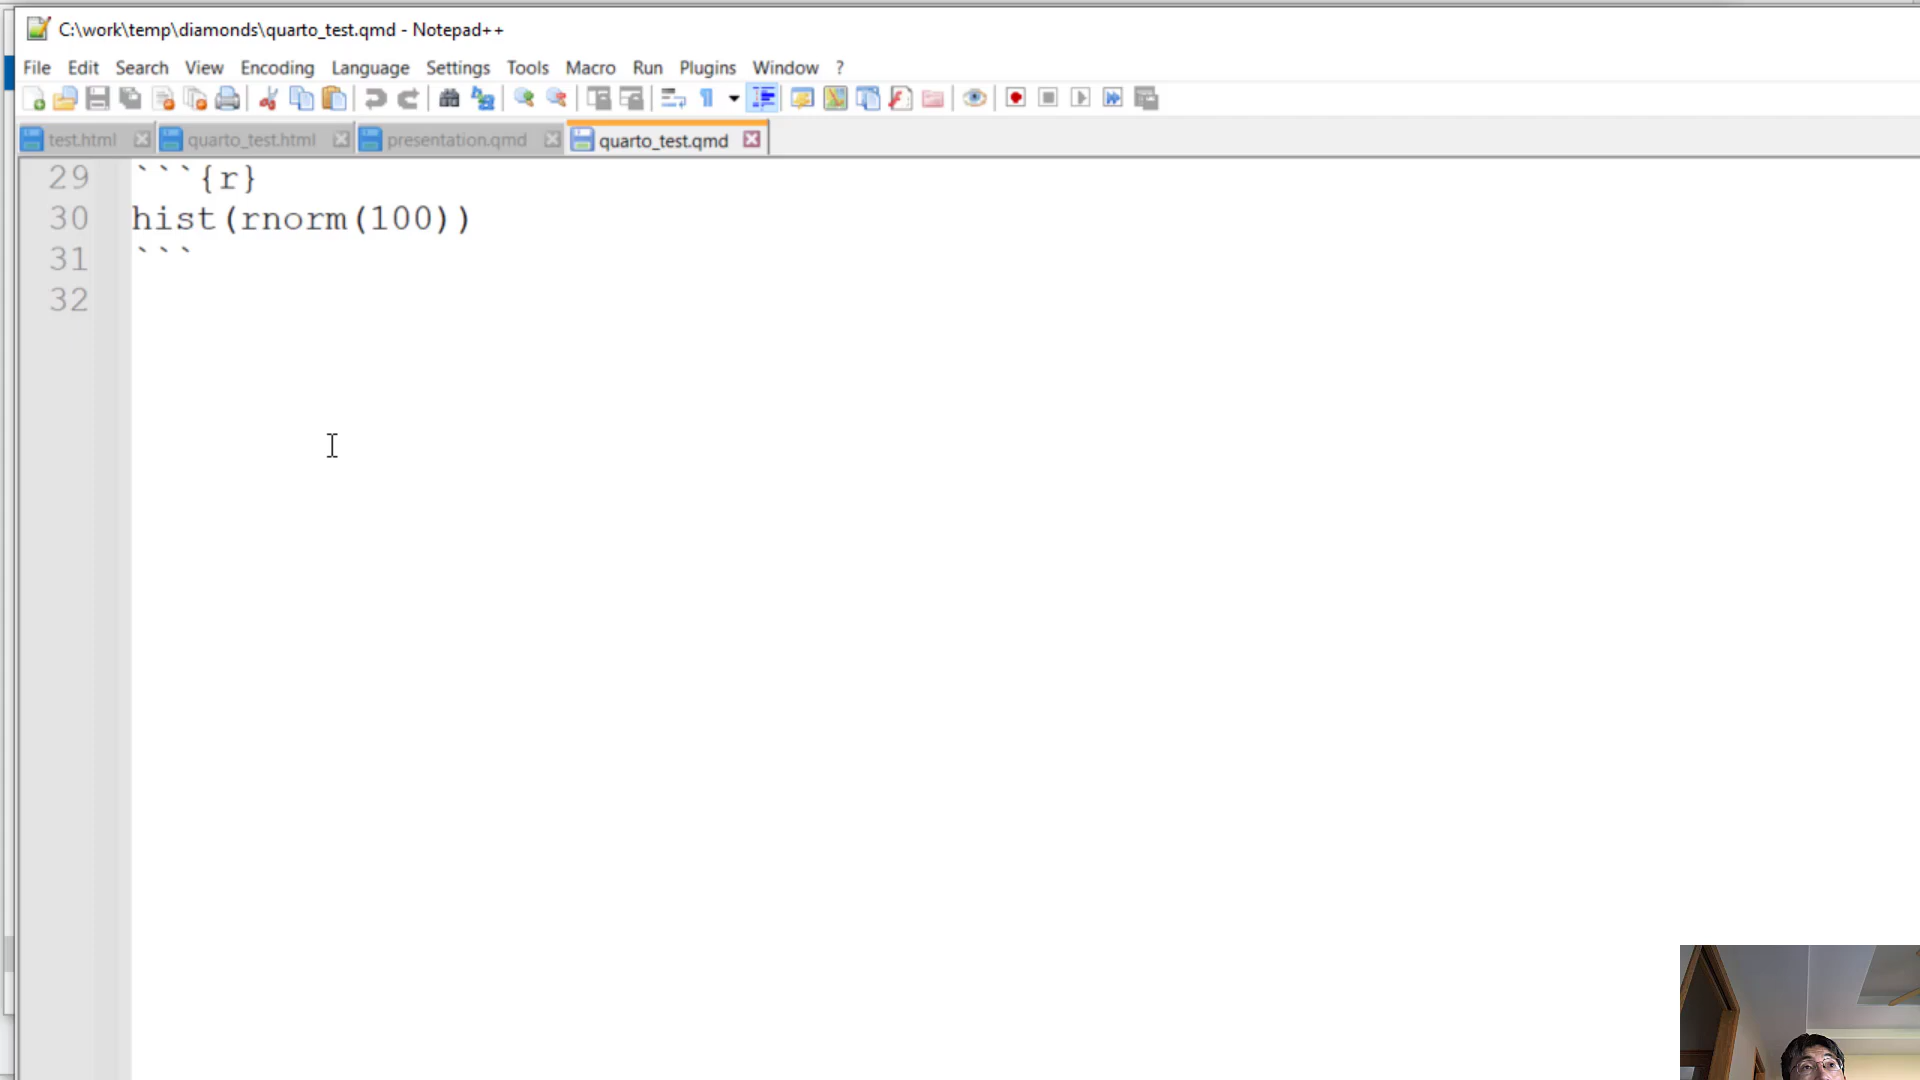 C:\work\temp\diamonds\quarto_test.qmd - Notepad++
File Edit Search View Encoding Language Settings Tools Macro Run Plugins Window ?
test.html quarto_test.html presentation.qmd quarto_test.qmd
29 ```{r}
30 hist(rnorm(100))
31 ```
32